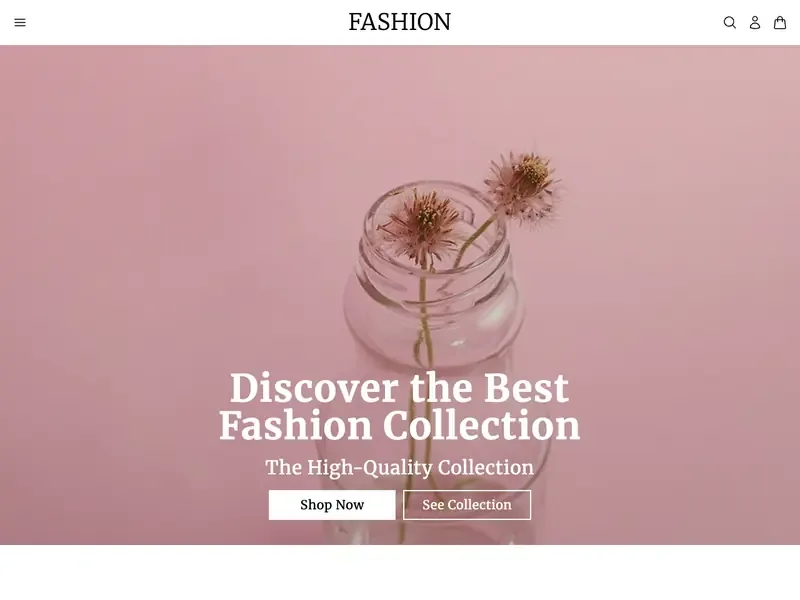 FASHION
Discover the Best
Fashion Collection
The High-Quality Collection
Shop Now
See Collection